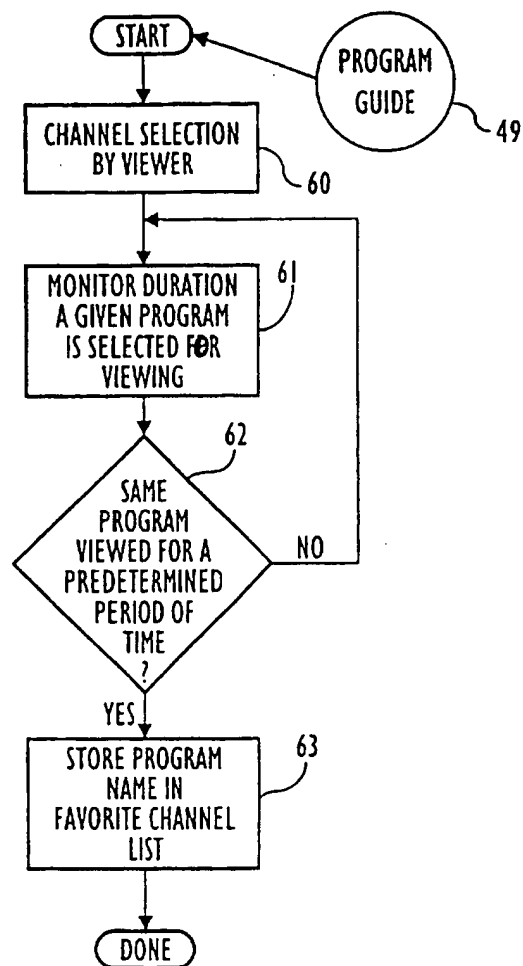 START
PROGRAM
GUIDE
49
CHANNEL SELECTION
BY VIEWER
60
MONITOR DURATION
A GIVEN PROGRAM
IS SELECTED FOR
VIEWING
61
62
SAME
PROGRAM
VIEWED FOR A
PREDETERMINED
PERIOD OF
TIME
?
NO
YES
STORE PROGRAM
NAME IN
FAVORITE CHANNEL
LIST
63
DONE